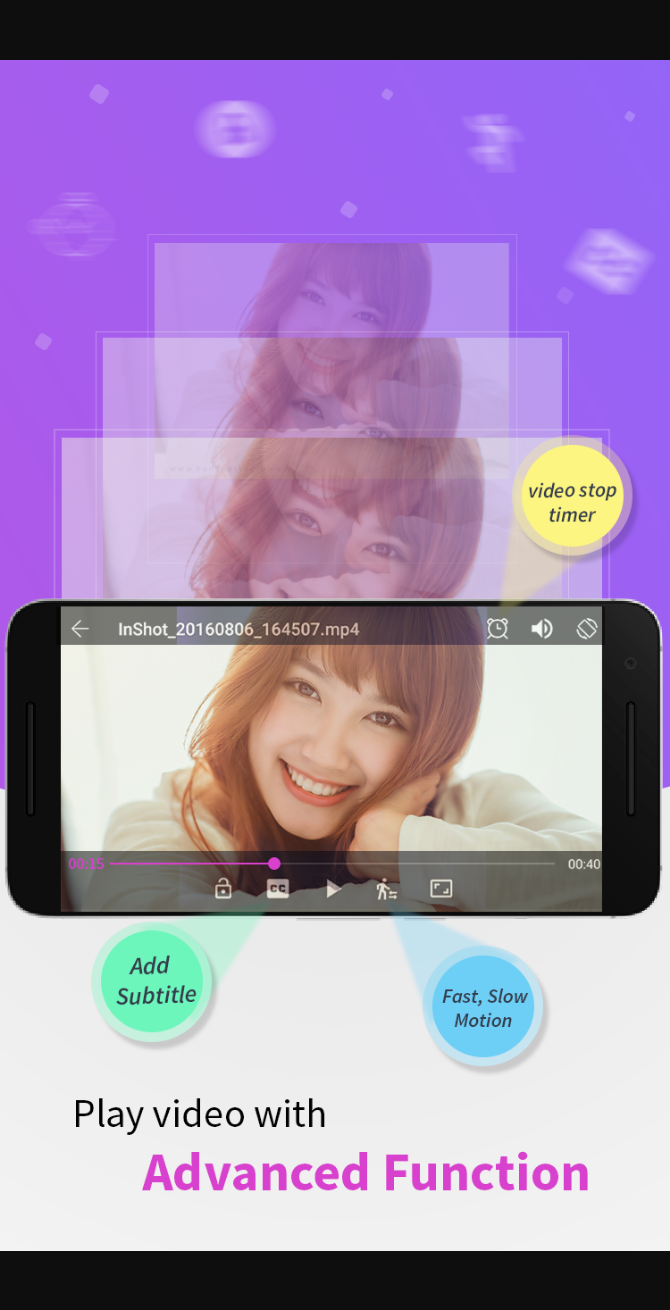 video stop
timer
InShot_20160806_164507.mp4
00:15
00:40
CC
Add
Subtitle
Fast, Slow
Motion
Play video with
Advanced Function